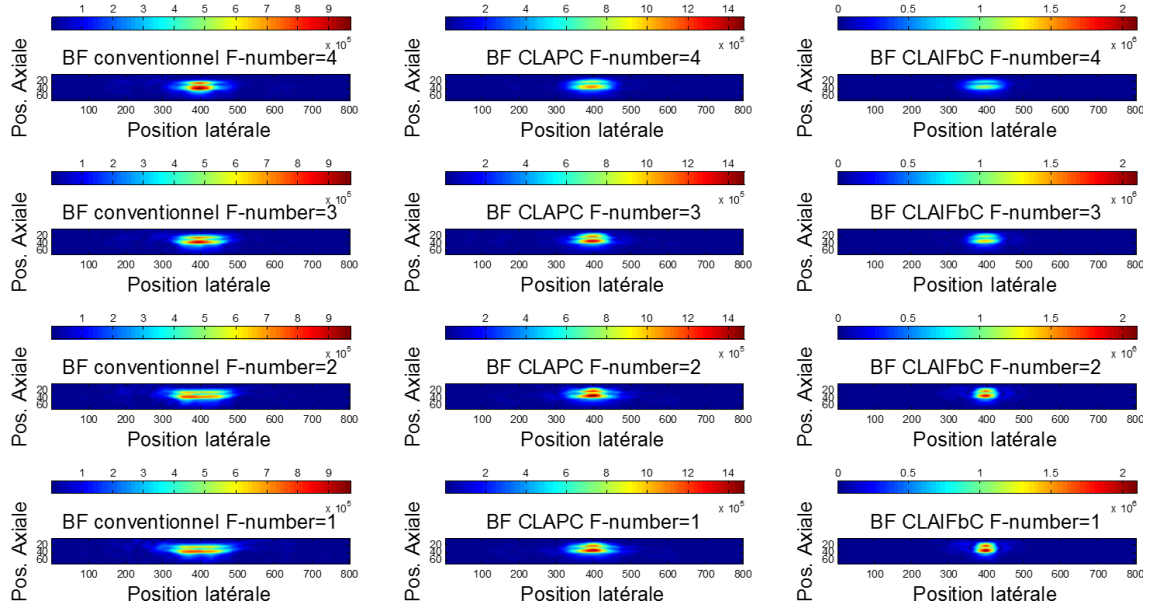 1 2 3 4 5 6 7 8 9
x 10^5
BF conventionnel F-number=4
Pos. Axiale
20
40
60
100 200 300 400 500 600 700 800
Position latérale
2 4 6 8 10 12 14
x 10^5
BF CLAPC F-number=4
Pos. Axiale
20
40
60
100 200 300 400 500 600 700 800
Position latérale
0 0.5 1 1.5 2
x 10^6
BF CLAIFbC F-number=4
Pos. Axiale
20
40
60
100 200 300 400 500 600 700 800
Position latérale
1 2 3 4 5 6 7 8 9
x 10^5
BF conventionnel F-number=3
Pos. Axiale
20
40
60
100 200 300 400 500 600 700 800
Position latérale
2 4 6 8 10 12 14
x 10^5
BF CLAPC F-number=3
Pos. Axiale
20
40
60
100 200 300 400 500 600 700 800
Position latérale
0 0.5 1 1.5 2
x 10^6
BF CLAIFbC F-number=3
Pos. Axiale
20
40
60
100 200 300 400 500 600 700 800
Position latérale
1 2 3 4 5 6 7 8 9
x 10^5
BF conventionnel F-number=2
Pos. Axiale
20
40
60
100 200 300 400 500 600 700 800
Position latérale
2 4 6 8 10 12 14
x 10^5
BF CLAPC F-number=2
Pos. Axiale
20
40
60
100 200 300 400 500 600 700 800
Position latérale
0 0.5 1 1.5 2
x 10^6
BF CLAIFbC F-number=2
Pos. Axiale
20
40
60
100 200 300 400 500 600 700 800
Position latérale
1 2 3 4 5 6 7 8 9
x 10^5
BF conventionnel F-number=1
Pos. Axiale
20
40
60
100 200 300 400 500 600 700 800
Position latérale
2 4 6 8 10 12 14
x 10^5
BF CLAPC F-number=1
Pos. Axiale
20
40
60
100 200 300 400 500 600 700 800
Position latérale
0 0.5 1 1.5 2
x 10^6
BF CLAIFbC F-number=1
Pos. Axiale
20
40
60
100 200 300 400 500 600 700 800
Position latérale